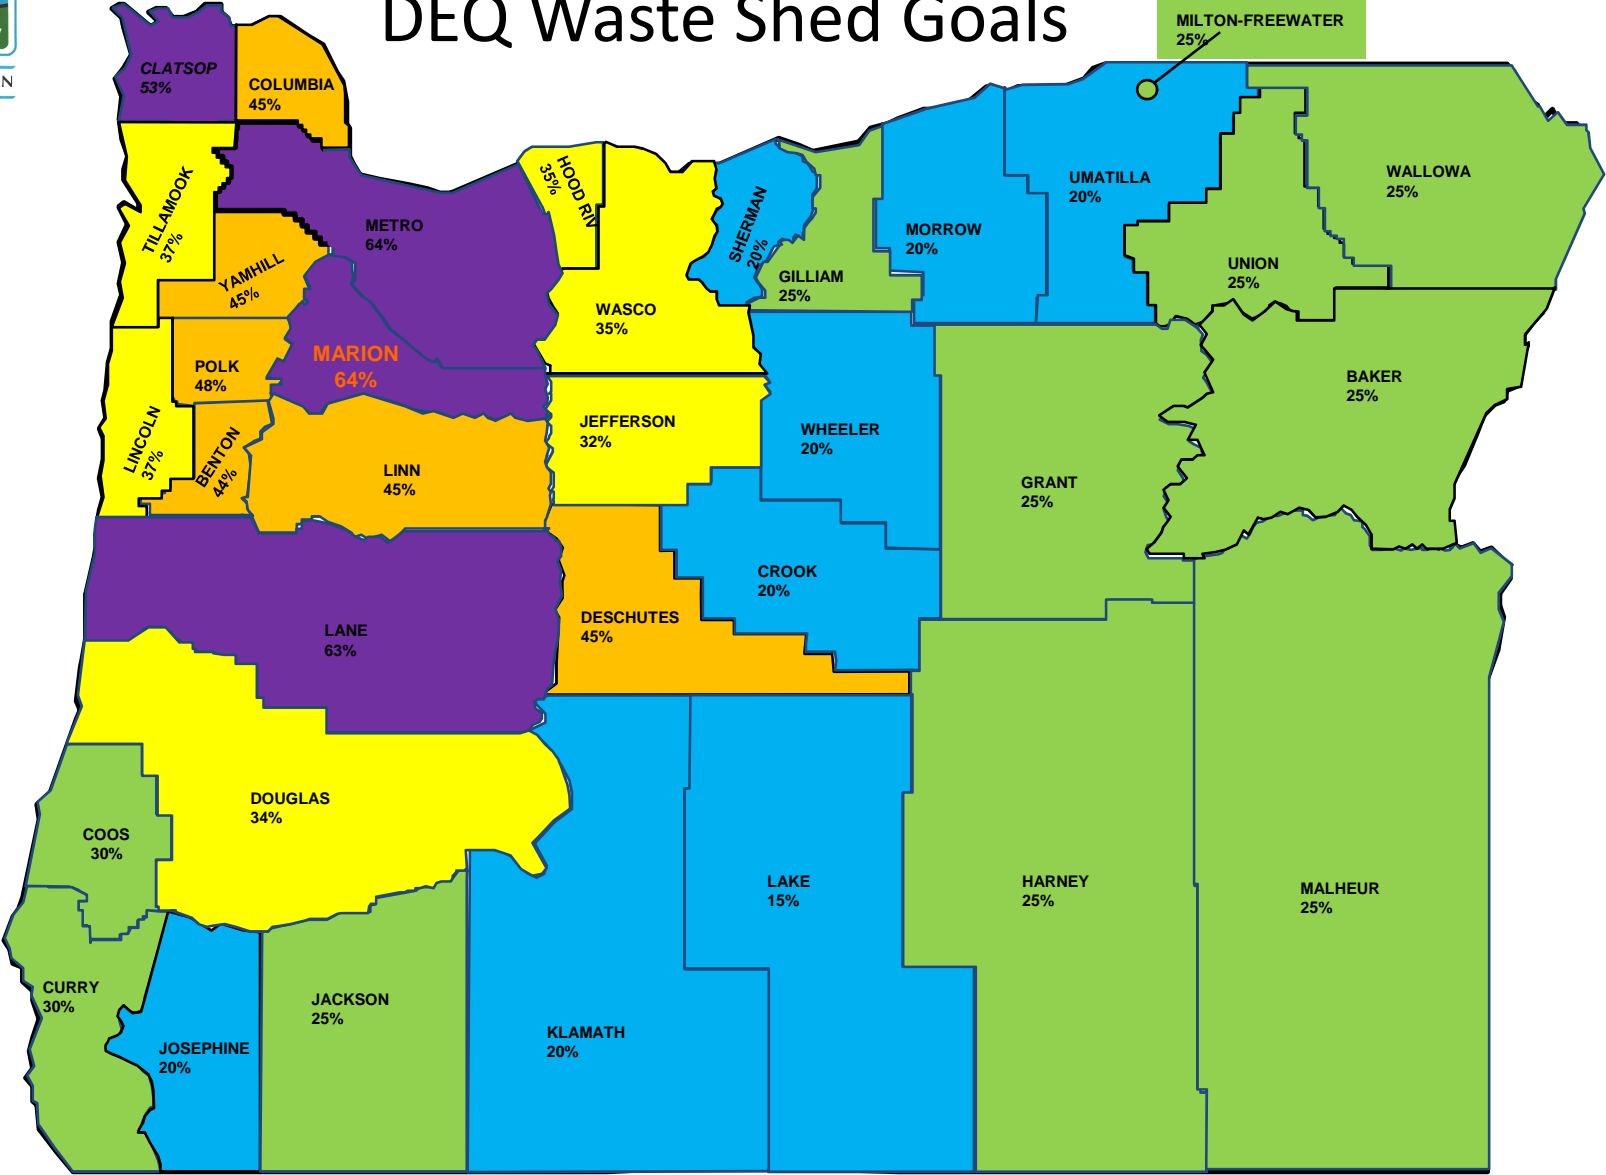 DEQ Waste Shed Goals
MILTON-FREEWATER
25%
N
CLATSOP
53%
COLUMBIA
45%
TILLAMOOK
37%
METRO
64%
HOOD RIV
35%
SHERMAN
20%
UMATILLA
20%
WALLOWA
25%
MORROW
20%
YAMHILL
45%
GILLIAM
25%
UNION
25%
WASCO
35%
MARION
64%
POLK
48%
BAKER
25%
LINCOLN
37%
BENTON
44%
JEFFERSON
32%
WHEELER
20%
LINN
45%
GRANT
25%
CROOK
20%
DESCHUTES
45%
LANE
63%
DOUGLAS
34%
COOS
30%
LAKE
15%
HARNEY
25%
MALHEUR
25%
CURRY
30%
JACKSON
25%
KLAMATH
20%
JOSEPHINE
20%